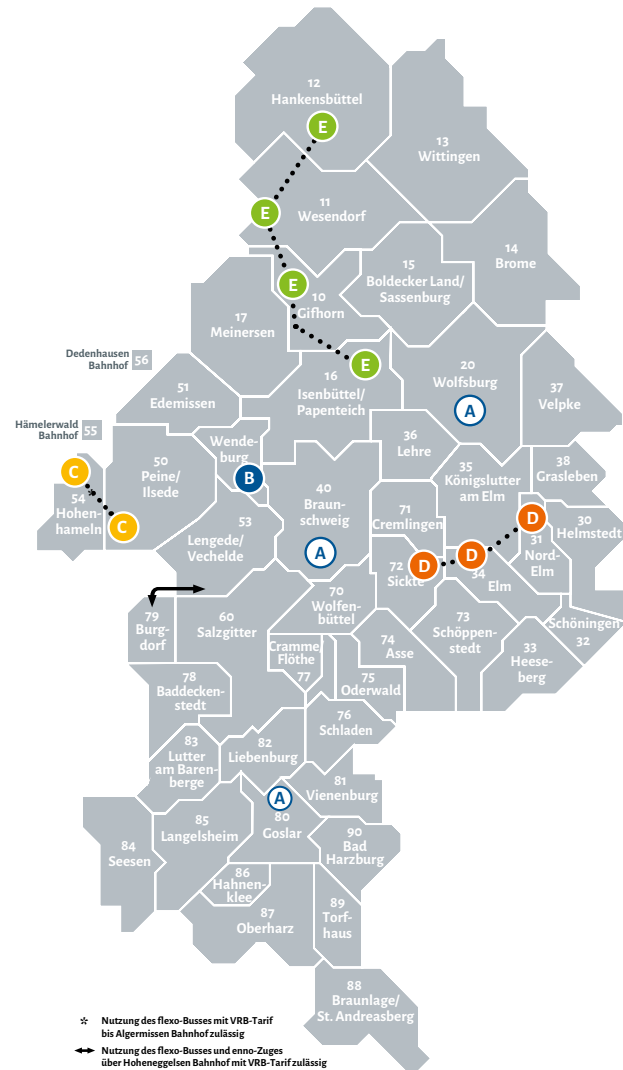 12
Hankensbüttel
E
13
Wittingen
E
11
Wesendorf
14
Brome
15
Boldecker Land/
Sassenburg
E
10
Gifhorn
17
Meinersen
Dedenhausen
Bahnhof
56
E
16
Isenbüttel/
Papenteich
20
Wolfsburg
A
37
Velpke
51
Edemissen
Hämelerwald
Bahnhof
55
Wende-
burg
B
36
Lehre
35
Königslutter
am Elm
38
Grasleben
C
54
Hohen-
hameln
*
C
50
Peine/
Ilsede
40
Braun-
schweig
A
53
Lengede/
Vechelde
71
Cremlingen
D
31
Nord-
Elm
30
Helmstedt
D
72
Sickte
D
34
Elm
79
Burg-
dorf
60
Salzgitter
70
Wolfen-
büttel
73
Schöppen-
stedt
Schöningen
32
33
Heese-
berg
74
Asse
Cramme/
Flöthe
77
75
Oderwald
78
Baddecken-
stedt
76
Schladen
83
Lutter
am Baren-
berge
82
Liebenburg
81
Vienenburg
A
80
Goslar
85
Langelsheim
84
Seesen
90
Bad
Harzburg
86
Hahnen-
klee
87
Oberharz
89
Torf-
haus
88
Braunlage/
St. Andreasberg
* Nutzung des flexo-Busses mit VRB-Tarif
bis Algermissen Bahnhof zulässig
↔ Nutzung des flexo-Busses und enno-Zuges
über Hoheneggelsen Bahnhof mit VRB-Tarif zulässig